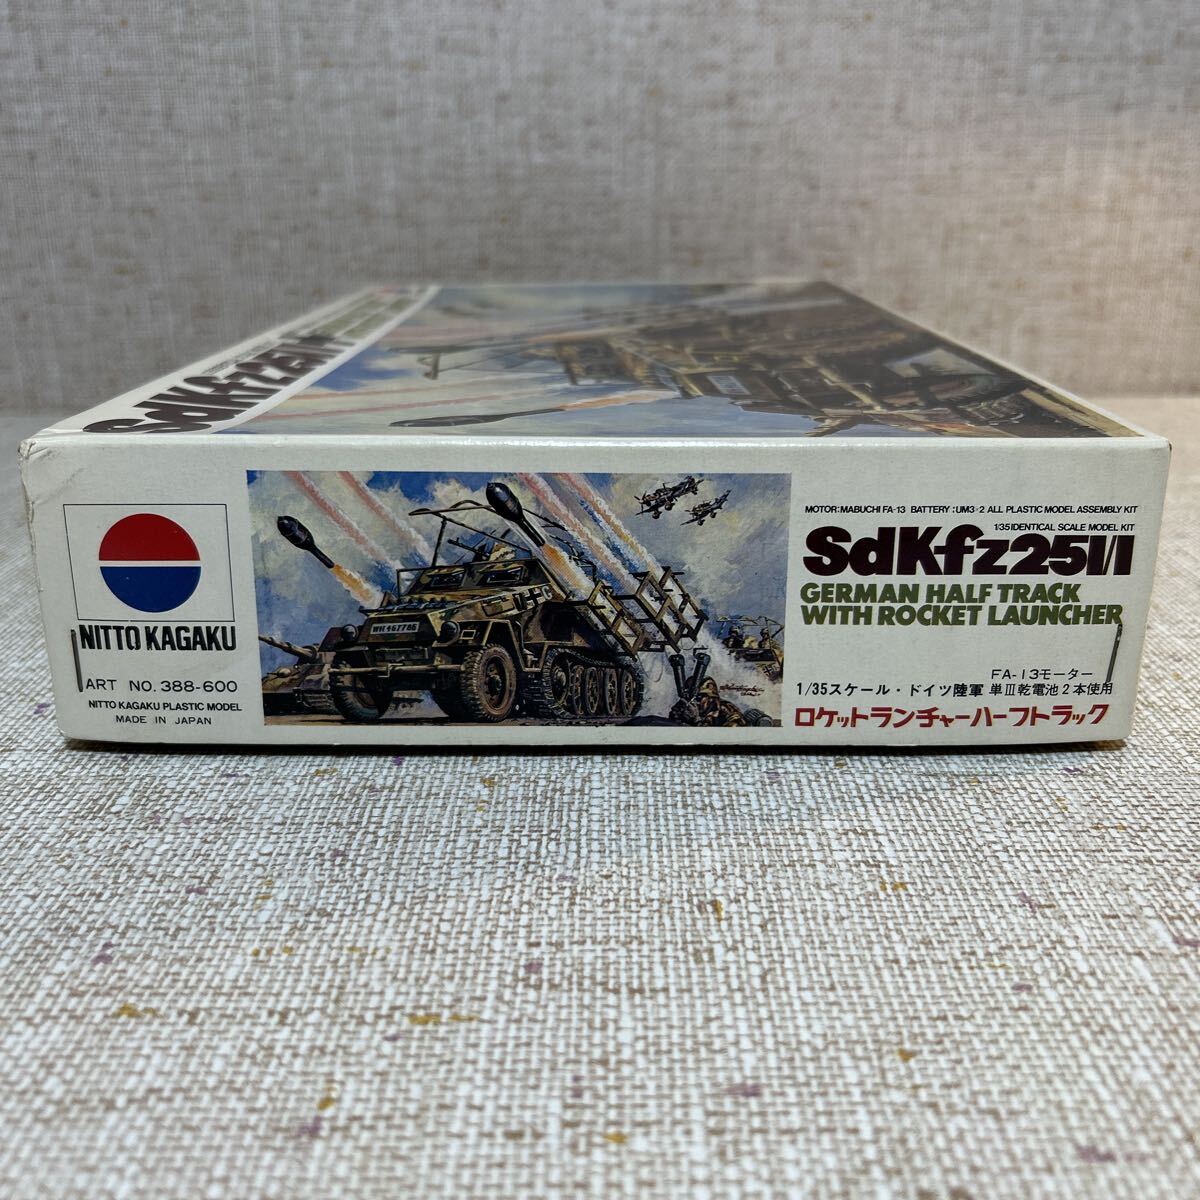 SdKfz251/1
NITTO KAGAKU
ART NO. 388-600
NITTO KAGAKU PLASTIC MODEL
MADE IN JAPAN
WH 467786
MOTOR:MABUCHI FA-13 BATTERY:UM3×2 ALL PLASTIC MODEL ASSEMBLY KIT
1:35 IDENTICAL SCALE MODEL KIT
SdKfz251/1
GERMAN HALF TRACK
WITH ROCKET LAUNCHER
FA-13モーター
1/35スケール・ドイツ陸軍 単Ⅲ乾電池2本使用
ロケットランチャーハーフトラック